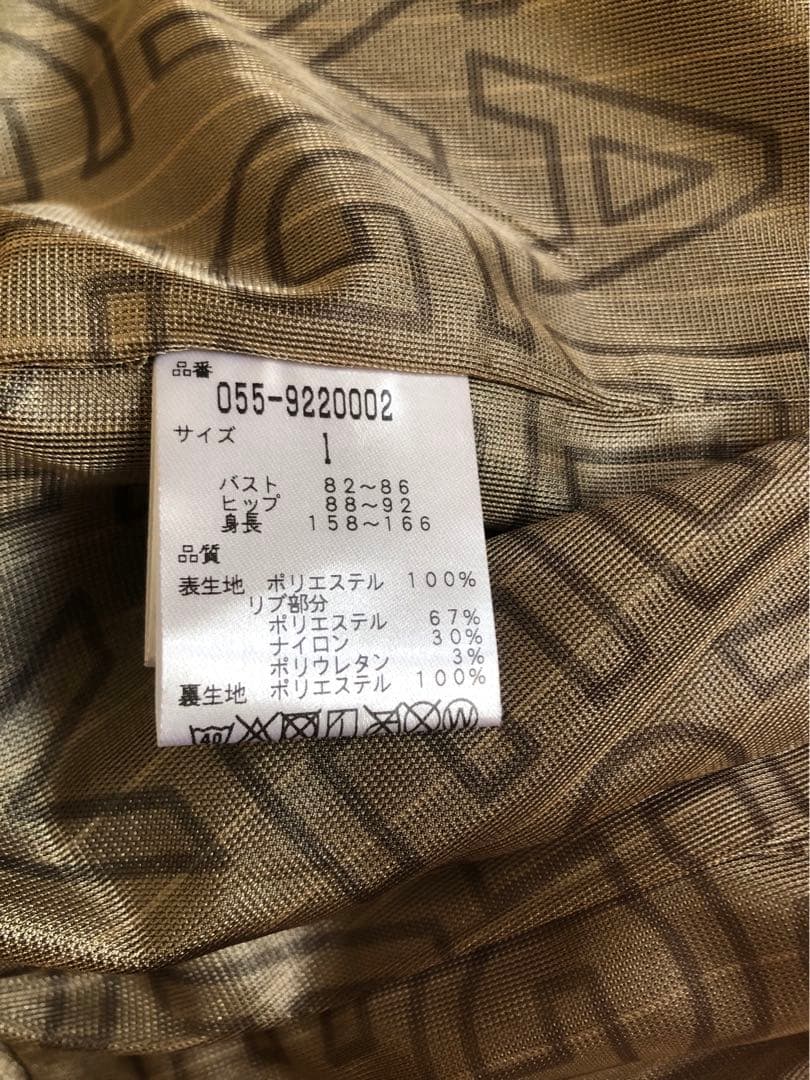 品番
055-9220002
サイズ
1
バスト 82～86
ヒップ 88～92
身長 158～166
品質
表生地 ポリエステル 100%
リブ部分
ポリエステル 67%
ナイロン 30%
ポリウレタン 3%
裏生地 ポリエステル 100%
40
W